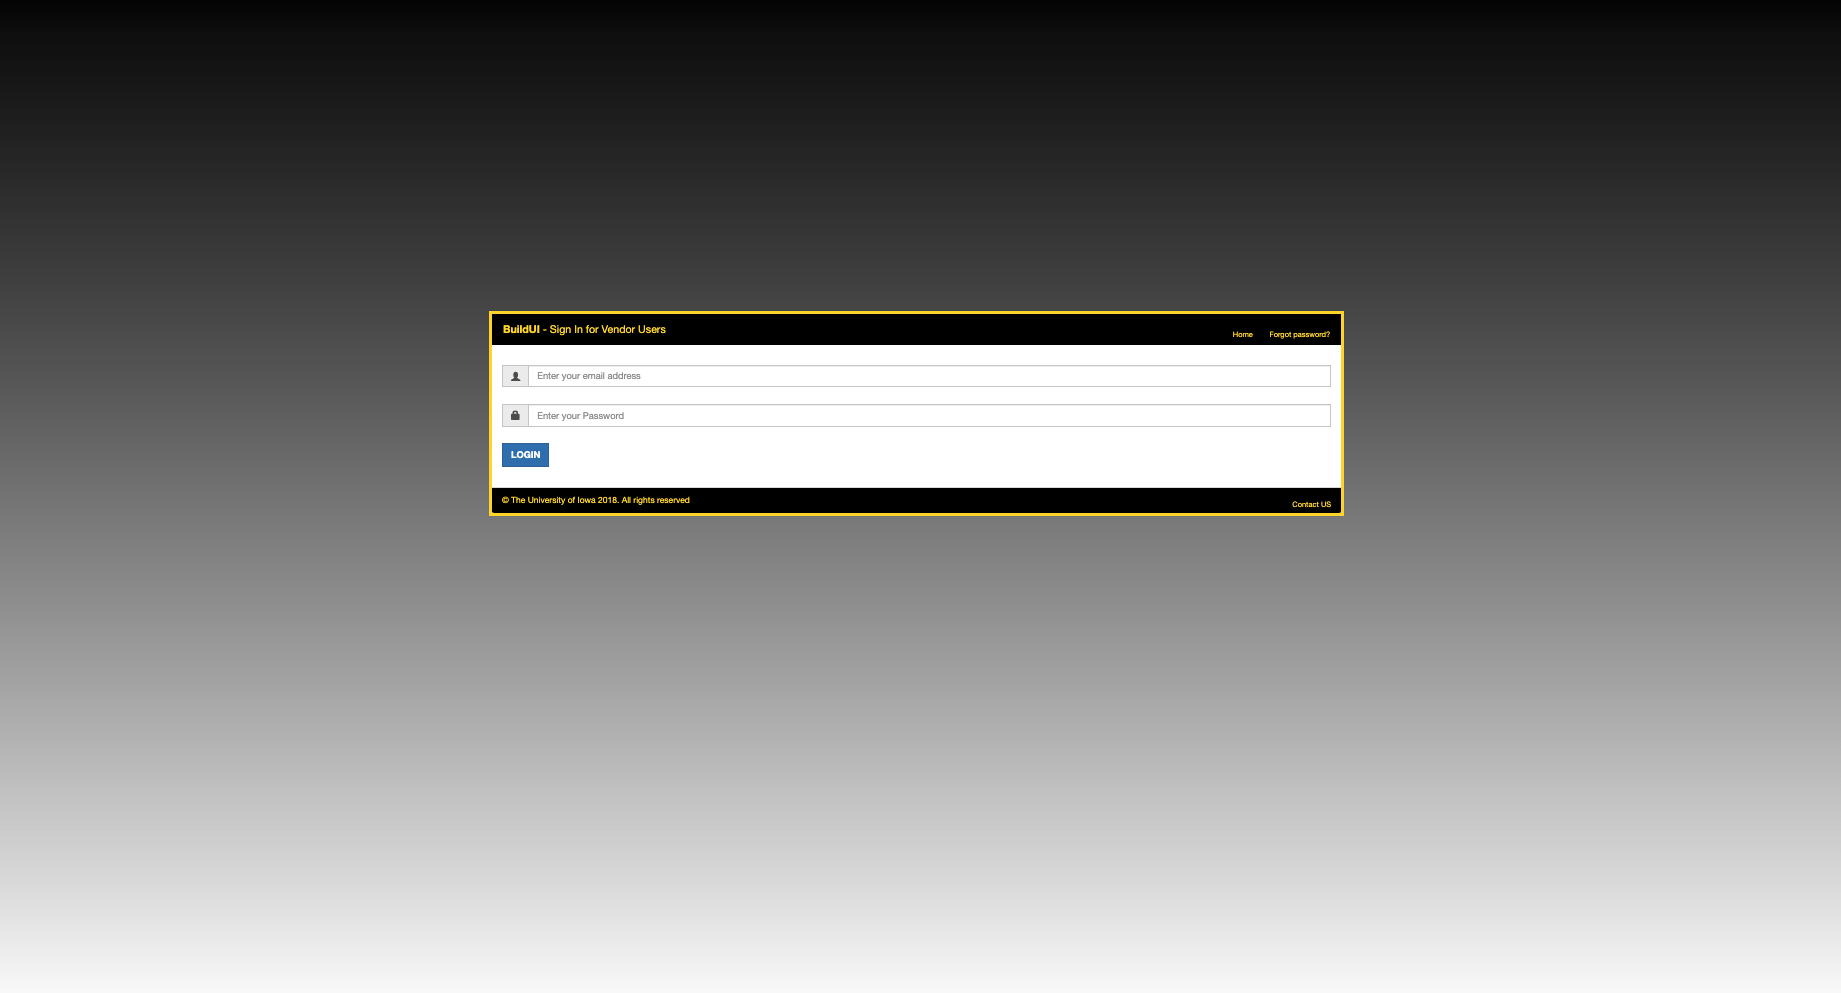 BuildUI - Sign In for Vendor Users
Home Forgot password?
Enter your email address
Enter your Password
LOGIN
© The University of Iowa 2018. All rights reserved
Contact US